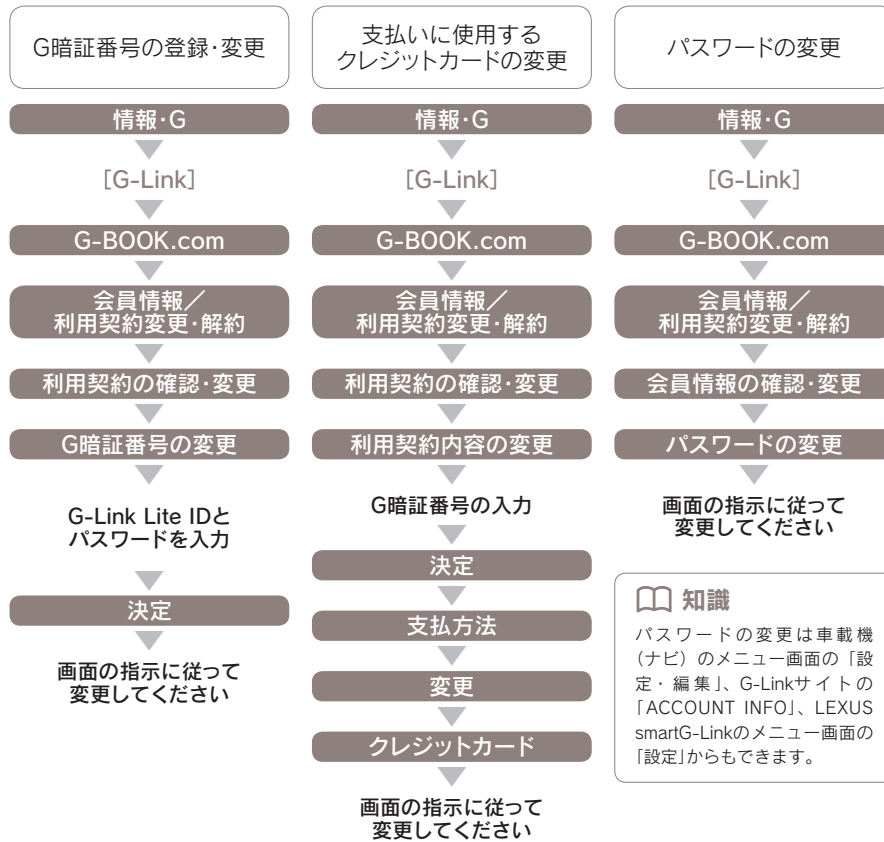 G暗証番号の登録・変更
情報・G
[G-Link]
G-BOOK.com
会員情報／
利用契約変更・解約
利用契約の確認・変更
G暗証番号の変更
G-Link Lite IDと
パスワードを入力
決定
画面の指示に従って
変更してください
支払いに使用する
クレジットカードの変更
情報・G
[G-Link]
G-BOOK.com
会員情報／
利用契約変更・解約
利用契約の確認・変更
利用契約内容の変更
G暗証番号の入力
決定
支払方法
変更
クレジットカード
画面の指示に従って
変更してください
パスワードの変更
情報・G
[G-Link]
G-BOOK.com
会員情報／
利用契約変更・解約
会員情報の確認・変更
パスワードの変更
画面の指示に従って
変更してください
知識
パスワードの変更は車載機
（ナビ）のメニュー画面の「設
定・編集」、G-Linkサイトの
「ACCOUNT INFO」、LEXUS
smartG-Linkのメニュー画面の
「設定」からもできます。